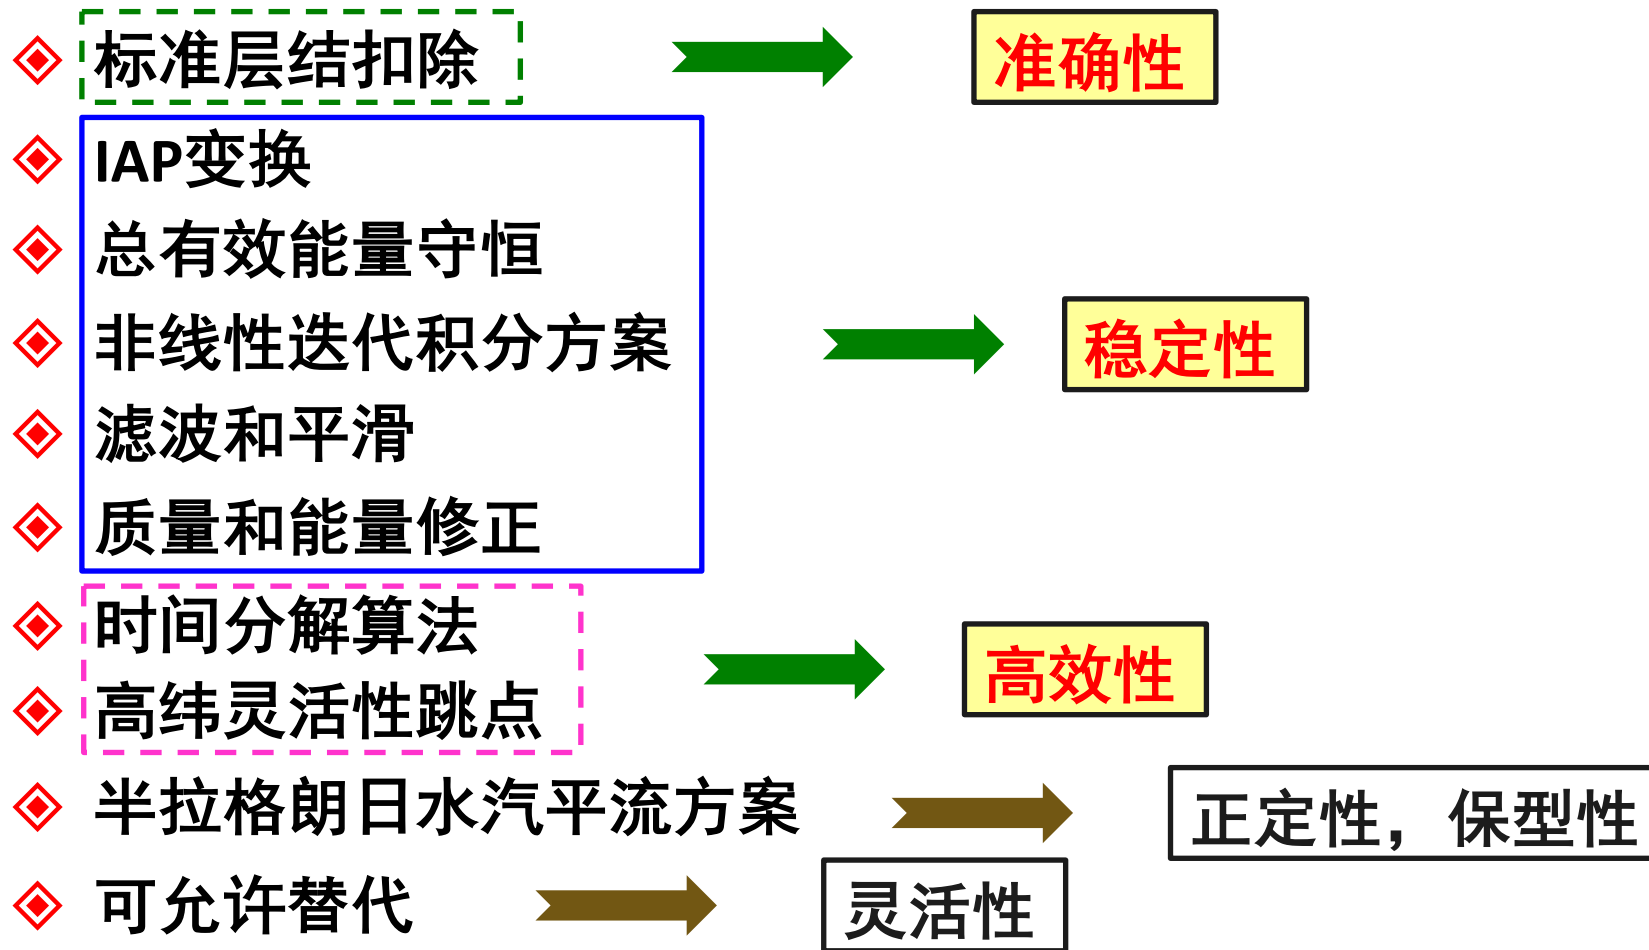 标准层结扣除
准确性
IAP变换
总有效能量守恒
非线性迭代积分方案
稳定性
滤波和平滑
质量和能量修正
时间分解算法
高效性
高纬灵活性跳点
半拉格朗日水汽平流方案
正定性，保型性
可允许替代
灵活性